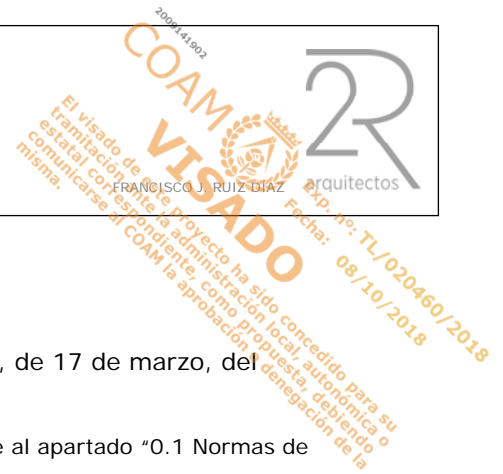 2009141902
COAM
VISADO
El visado de este proyecto ha sido concedido para su
tramitación ante la administración local, autonómica o
estatal correspondiente, como propuesta, debiendo
comunicarse al COAM la aprobación o denegación de la
misma.
Exp. nº: TL/020460/2018
Fecha: 08/10/2018
2R
arquitectos
FRANCISCO J. RUIZ DÍAZ
, de 17 de marzo, del
e al apartado "0.1 Normas de